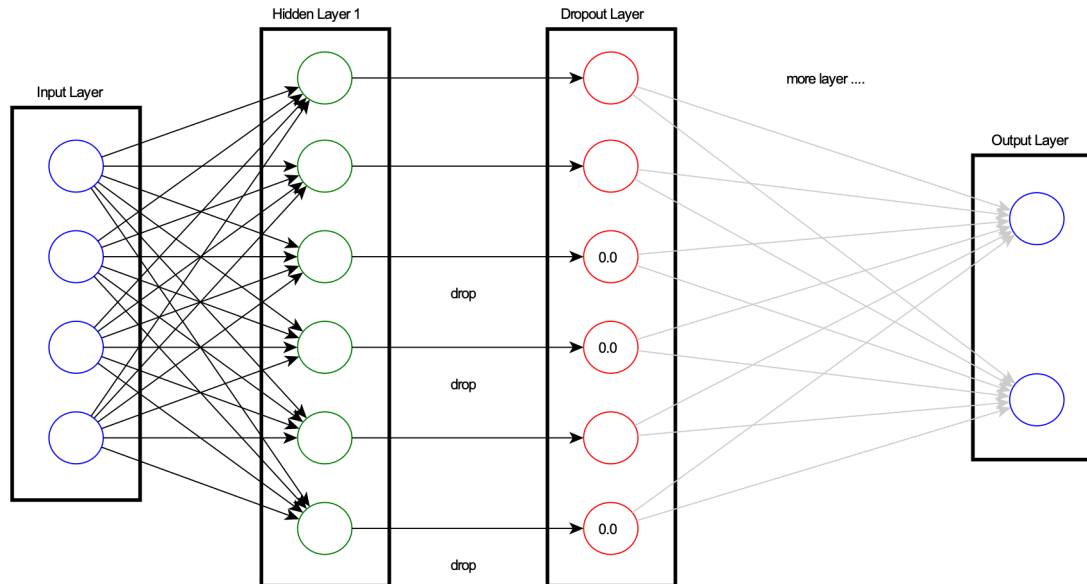 Hidden Layer 1
Dropout Layer
more layer ....
Input Layer
Output Layer
0.0
drop
0.0
drop
0.0
drop